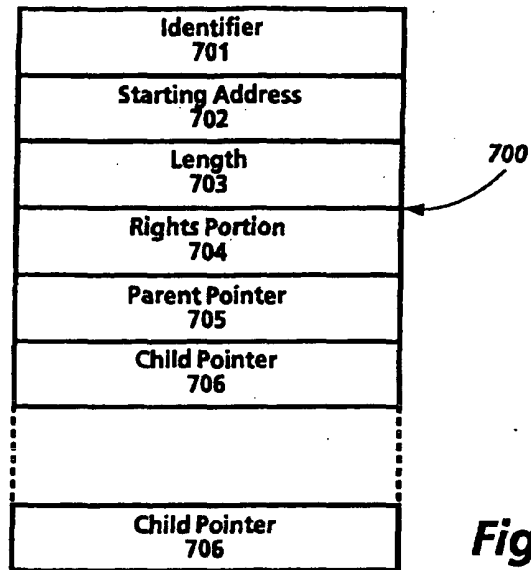 Identifier
701
Starting Address
702
Length
703
700
Rights Portion
704
Parent Pointer
705
Child Pointer
706
Child Pointer
706
Fig